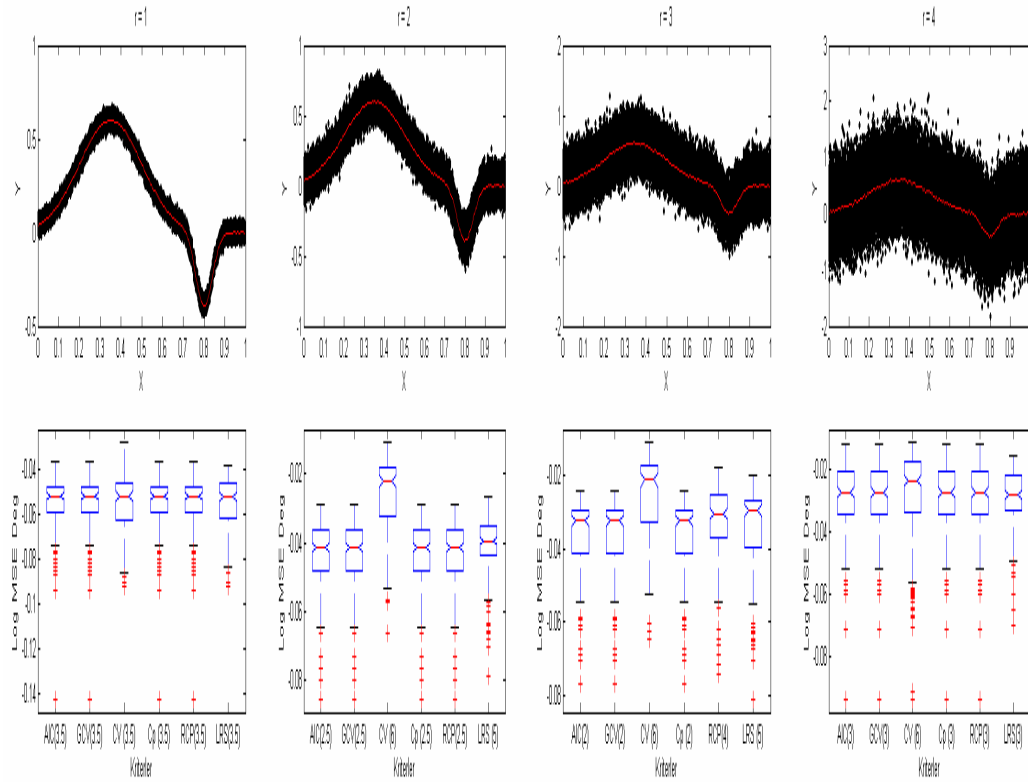 r = 1
r = 2
r = 3
r = 4
1
0.5
0
-0.5
Y
0 0.1 0.2 0.3 0.4 0.5 0.6 0.7 0.8 0.9 1
X
1
0.5
0
-0.5
-1
Y
0 0.1 0.2 0.3 0.4 0.5 0.6 0.7 0.8 0.9 1
X
2
1
0
-1
-2
Y
0 0.1 0.2 0.3 0.4 0.5 0.6 0.7 0.8 0.9 1
X
3
2
1
0
-1
-2
Y
0 0.1 0.2 0.3 0.4 0.5 0.6 0.7 0.8 0.9 1
X
-0.04
-0.06
-0.08
-0.1
-0.12
-0.14
Log MSE Deg
AIC(3.5) GCV(3.5) CV (3.5) Cp (3.5) RCP(3.5) LRS(3.5)
Kriterler
-0.02
-0.04
-0.06
-0.08
Log MSE Deg
AIC(2.5) GCV(2.5) CV (6) Cp (2.5) RCP(2.5) LRS (5)
Kriterler
-0.02
-0.04
-0.06
-0.08
Log MSE Deg
AIC(2) GCV(2) CV (6) Cp (2) RCP(4) LRS (5)
Kriterler
-0.02
-0.04
-0.06
-0.08
Log MSE Deg
AIC(3) GCV(3) CV (6) Cp (3) RCP(3) LRS(3)
Kriterler